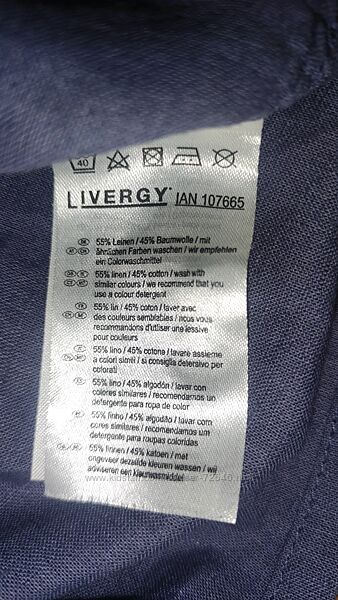 40
LIVERGY® IAN 107665
55% Leinen / 45% Baumwolle / mit
ähnlichen Farben waschen / wir empfehlen
ein Colorwaschmittel
55% linen / 45% cotton / wash with
similar colours / we recommend that you
use a colour detergent
55% lin / 45% coton / laver avec
des couleurs semblables / nous vous
recommandons d'utiliser une lessive
pour couleurs
55% lino / 45% cotone / lavare assieme
a colori simili / si consiglia detersivo per
colorati
55% lino / 45% algodón / lavar con
colores similares / recomendamos un
detergente para ropa de color
55% linho / 45% algodão / lavar com
cores similares / recomendamos um
detergente para roupas coloridas
55% linnen / 45% katoen / met
ongeveer dezelfde kleuren wassen / wij
adviseren een kleurwasmiddel